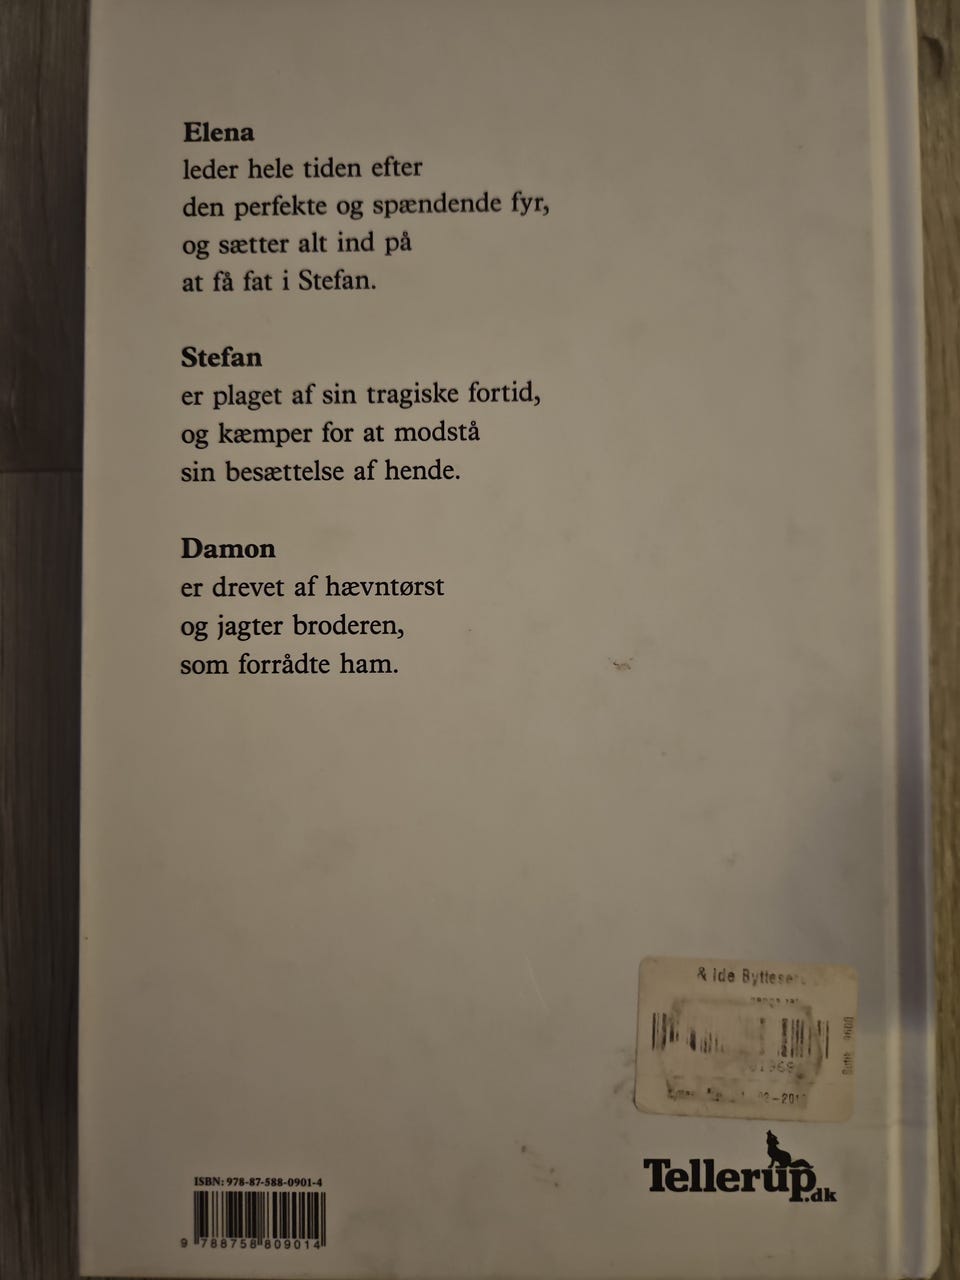 Elena
leder hele tiden efter
den perfekte og spændende fyr,
og sætter alt ind på
at få fat i Stefan.
Stefan
er plaget af sin tragiske fortid,
og kæmper for at modstå
sin besættelse af hende.
Damon
er drevet af hævntørst
og jagter broderen,
som forrådte ham.
& Ide
Tellerup.dk
ISBN: 978-87-588-0901-4
9 788758 809014